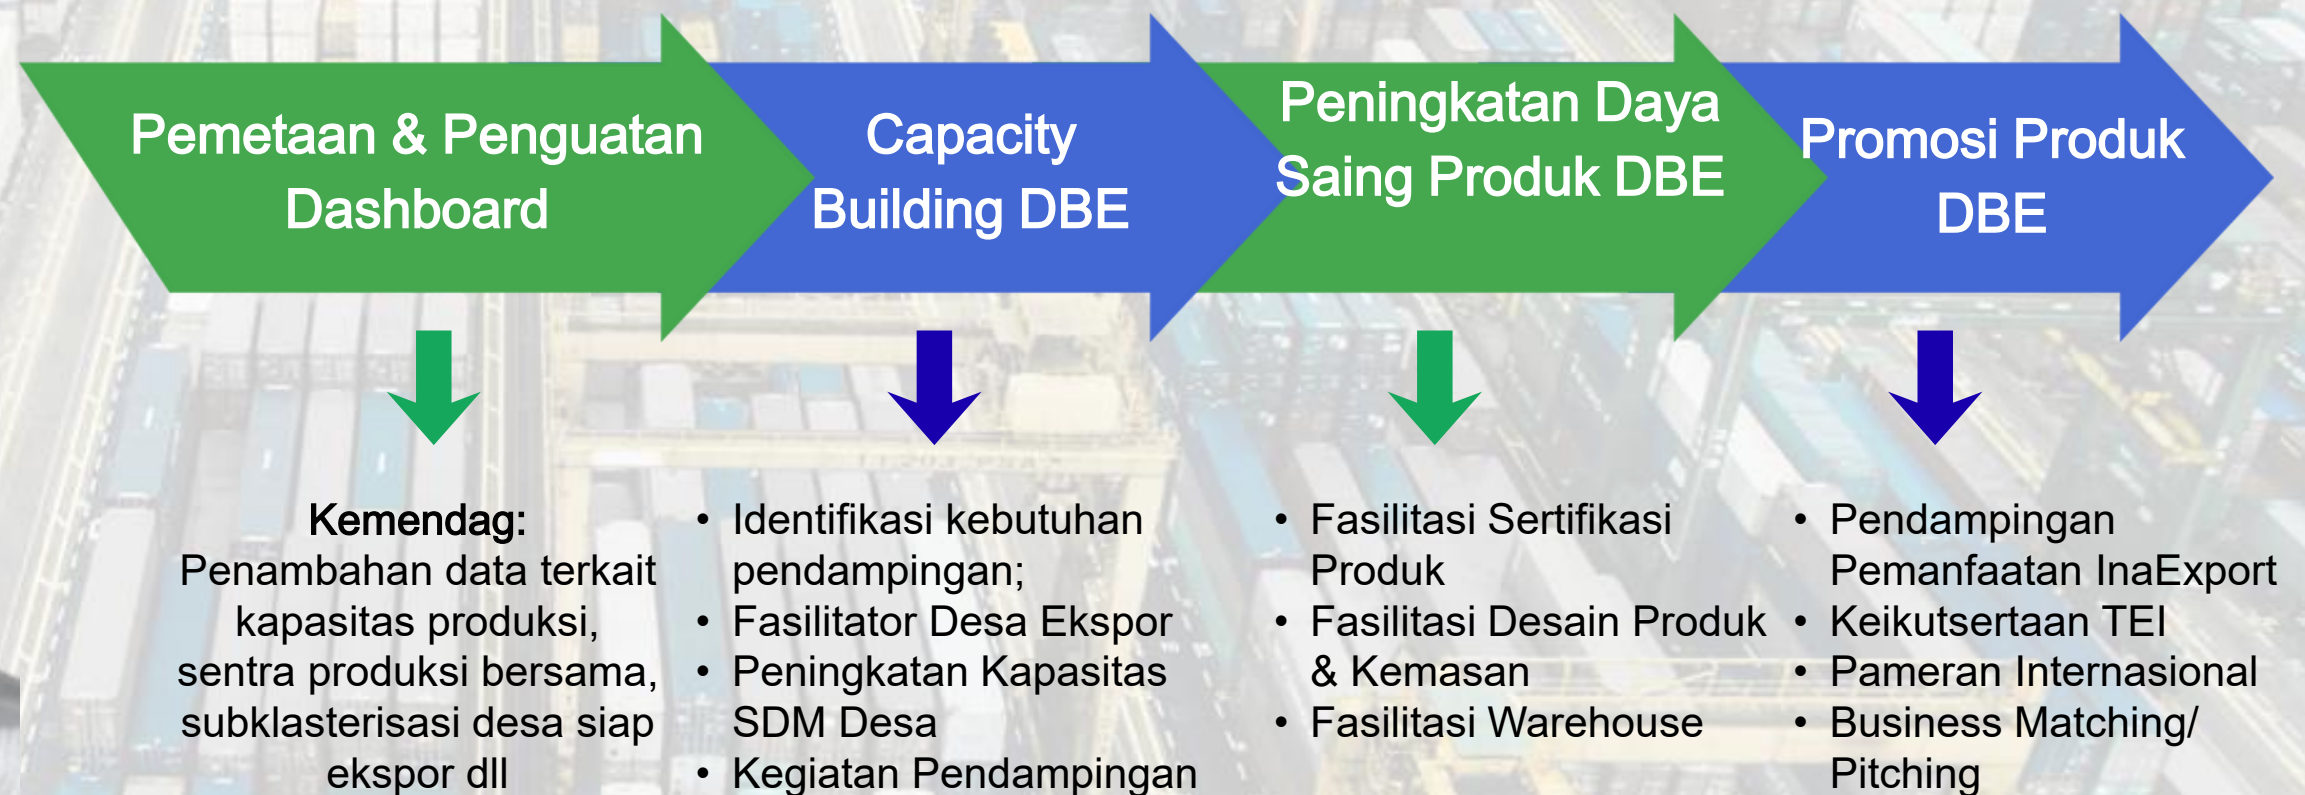 Pemetaan & Penguatan
Dashboard
Capacity
Building DBE
Peningkatan Daya
Saing Produk DBE
Promosi Produk
DBE
Kemendag:
Penambahan data terkait
kapasitas produksi,
sentra produksi bersama,
subklasterisasi desa siap
ekspor dll
• Identifikasi kebutuhan
pendampingan;
• Fasilitator Desa Ekspor
• Peningkatan Kapasitas
SDM Desa
• Kegiatan Pendampingan
• Fasilitasi Sertifikasi
Produk
• Fasilitasi Desain Produk
& Kemasan
• Fasilitasi Warehouse
• Pendampingan
Pemanfaatan InaExport
• Keikutsertaan TEI
• Pameran Internasional
• Business Matching/
Pitching